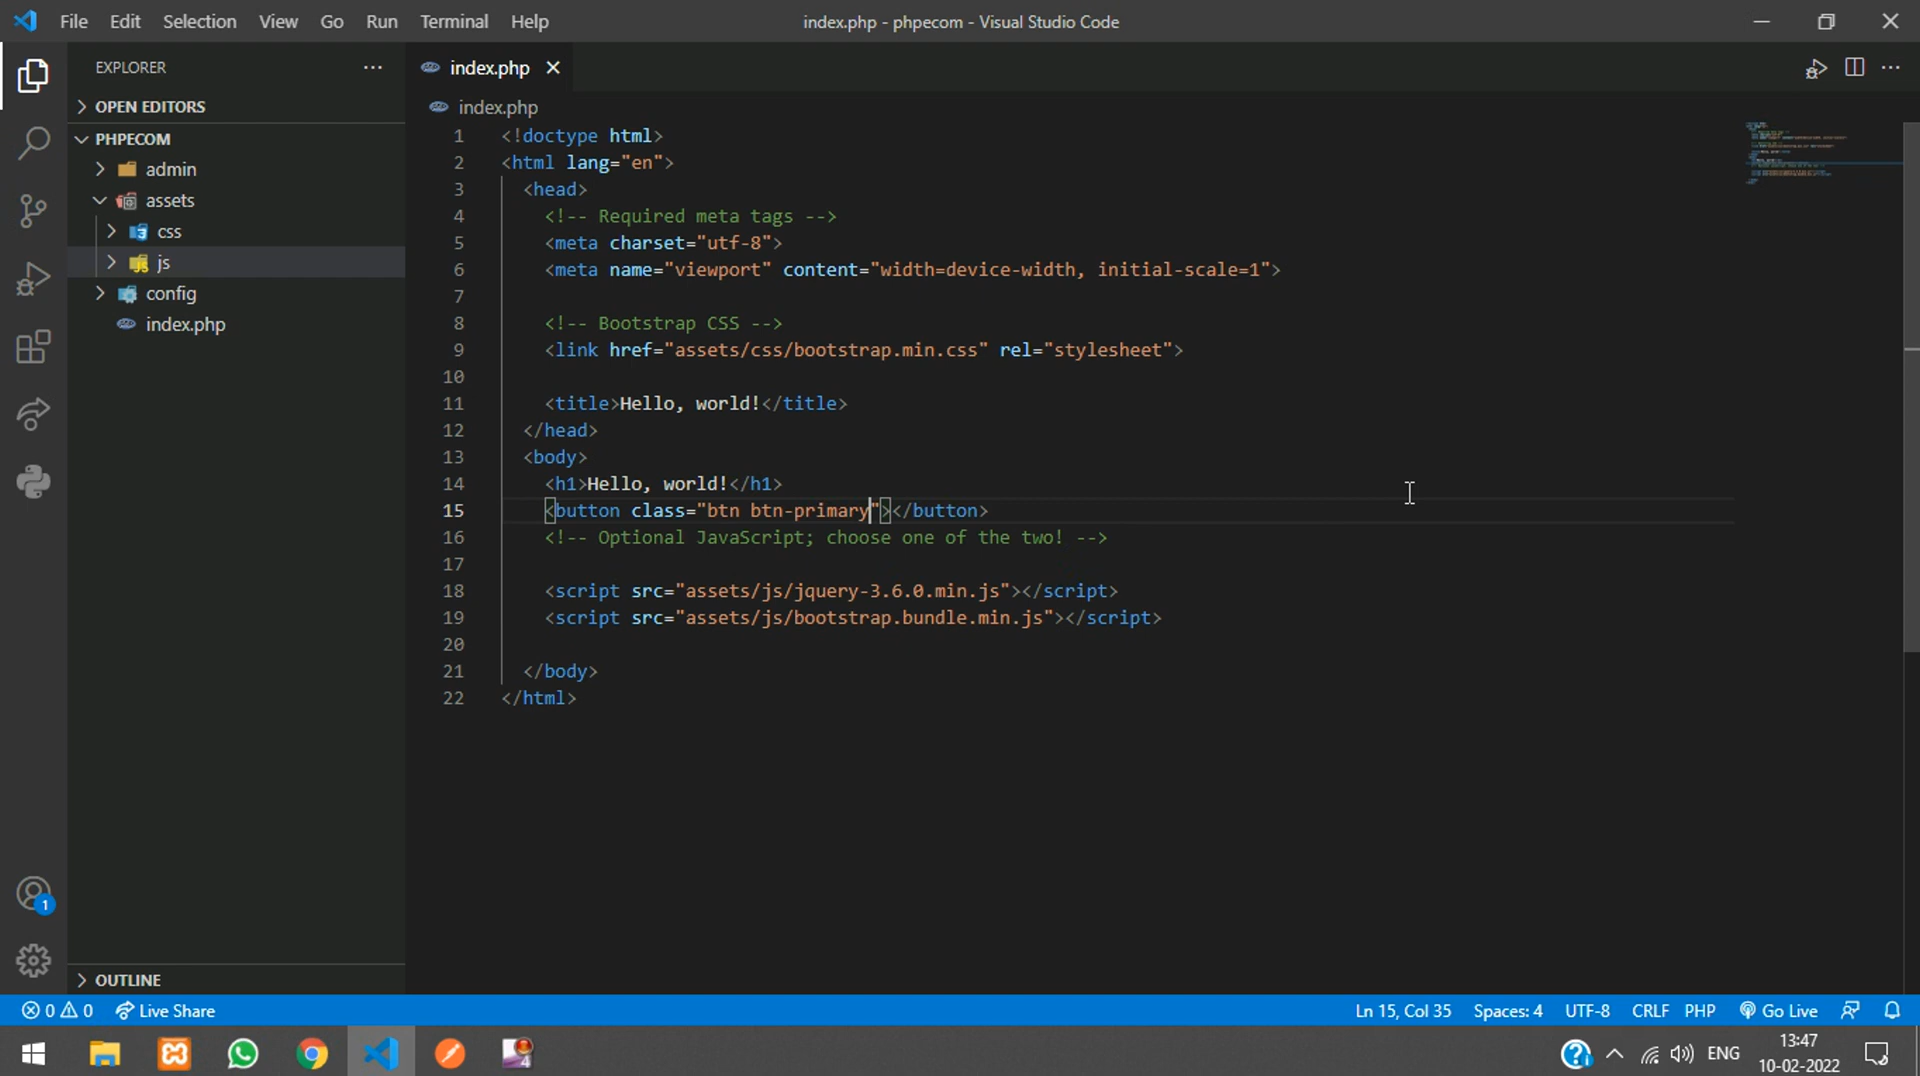 File Edit Selection View Go Run Terminal Help
index.php - phpecom - Visual Studio Code
EXPLORER
OPEN EDITORS
PHPECOM
admin
assets
css
js
config
index.php
OUTLINE
index.php
index.php
1 <!doctype html>
2 <html lang="en">
3 <head>
4 <!-- Required meta tags -->
5 <meta charset="utf-8">
6 <meta name="viewport" content="width=device-width, initial-scale=1">
7
8 <!-- Bootstrap CSS -->
9 <link href="assets/css/bootstrap.min.css" rel="stylesheet">
10
11 <title>Hello, world!</title>
12 </head>
13 <body>
14 <h1>Hello, world!</h1>
15 <button class="btn btn-primary"></button>
16 <!-- Optional JavaScript; choose one of the two! -->
17
18 <script src="assets/js/jquery-3.6.0.min.js"></script>
19 <script src="assets/js/bootstrap.bundle.min.js"></script>
20
21 </body>
22 </html>
1
0 0 Live Share
Ln 15, Col 35 Spaces: 4 UTF-8 CRLF PHP Go Live
ENG
13:47
10-02-2022